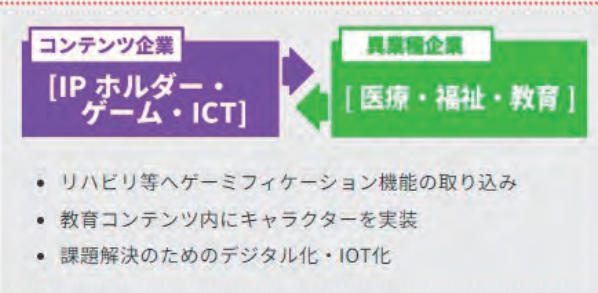 コンテンツ企業
[IP ホルダー・
ゲーム・ICT]
異業種企業
[ 医療・福祉・教育 ]
• リハビリ等へゲーミフィケーション機能の取り込み
• 教育コンテンツ内にキャラクターを実装
• 課題解決のためのデジタル化・IOT化